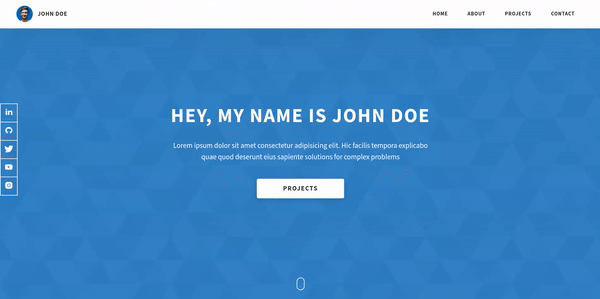 JOHN DOE
HOME ABOUT PROJECTS CONTACT
HEY, MY NAME IS JOHN DOE
Lorem ipsum dolor sit amet consectetur adipisicing elit. Hic facilis tempora explicabo
quae quod deserunt eius sapiente solutions for complex problems
PROJECTS